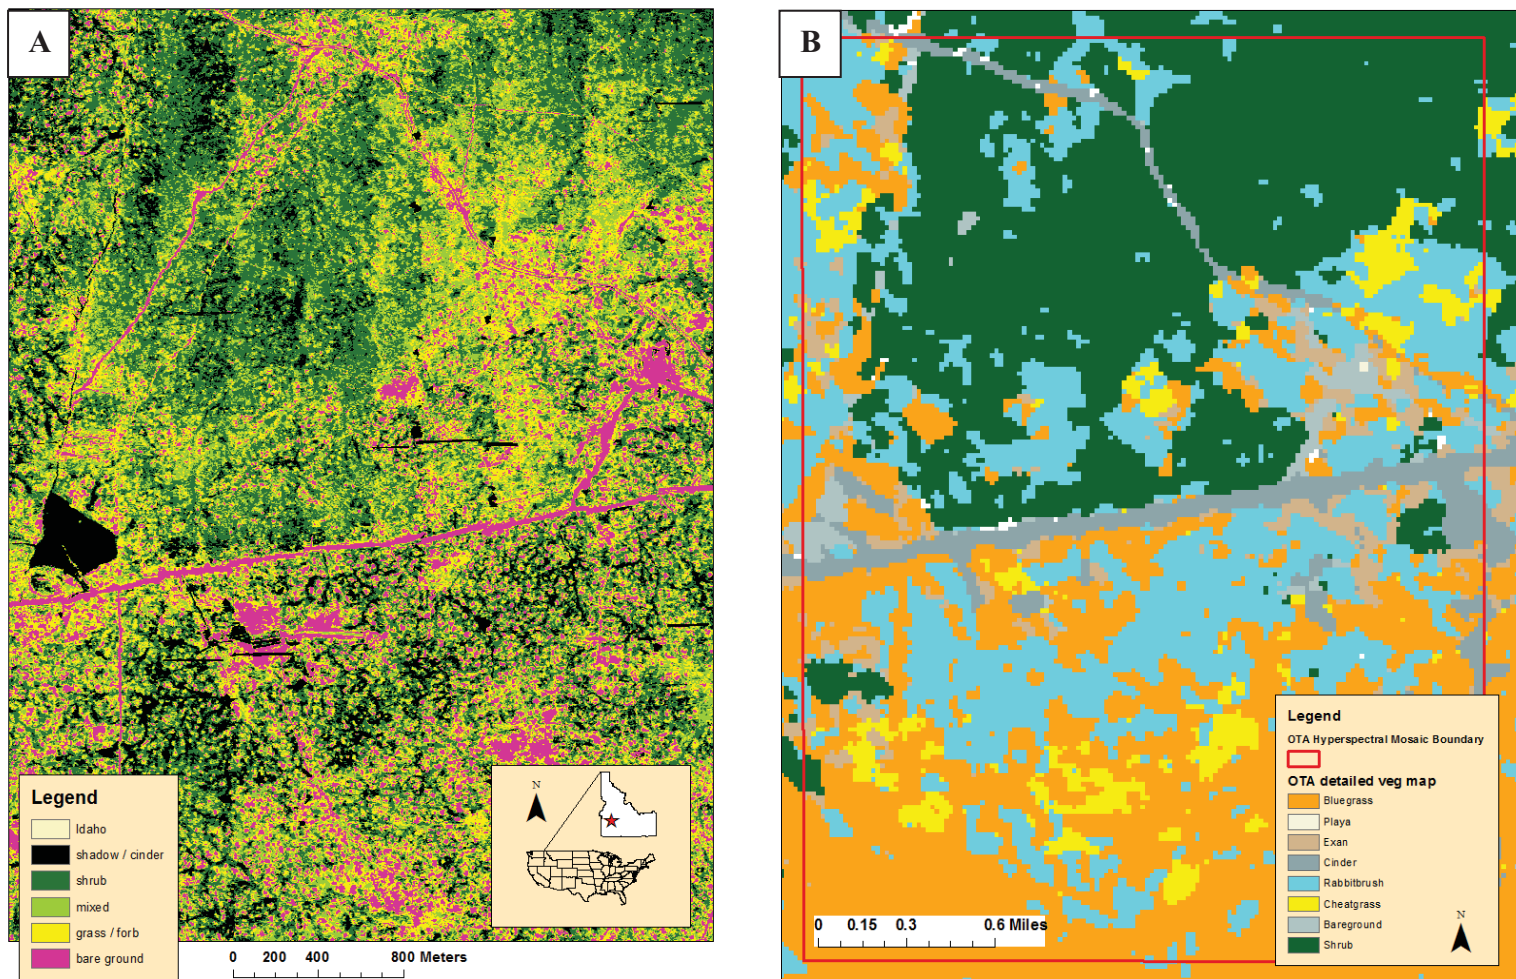 A
Legend
Idaho
shadow / cinder
shrub
mixed
grass / forb
bare ground
0 200 400 800 Meters
N
B
0 0.15 0.3 0.6 Miles
Legend
OTA Hyperspectral Mosaic Boundary
OTA detailed veg map
Bluegrass
Playa
Exan
Cinder
Rabbitbrush
Cheatgrass
Bareground
Shrub
N